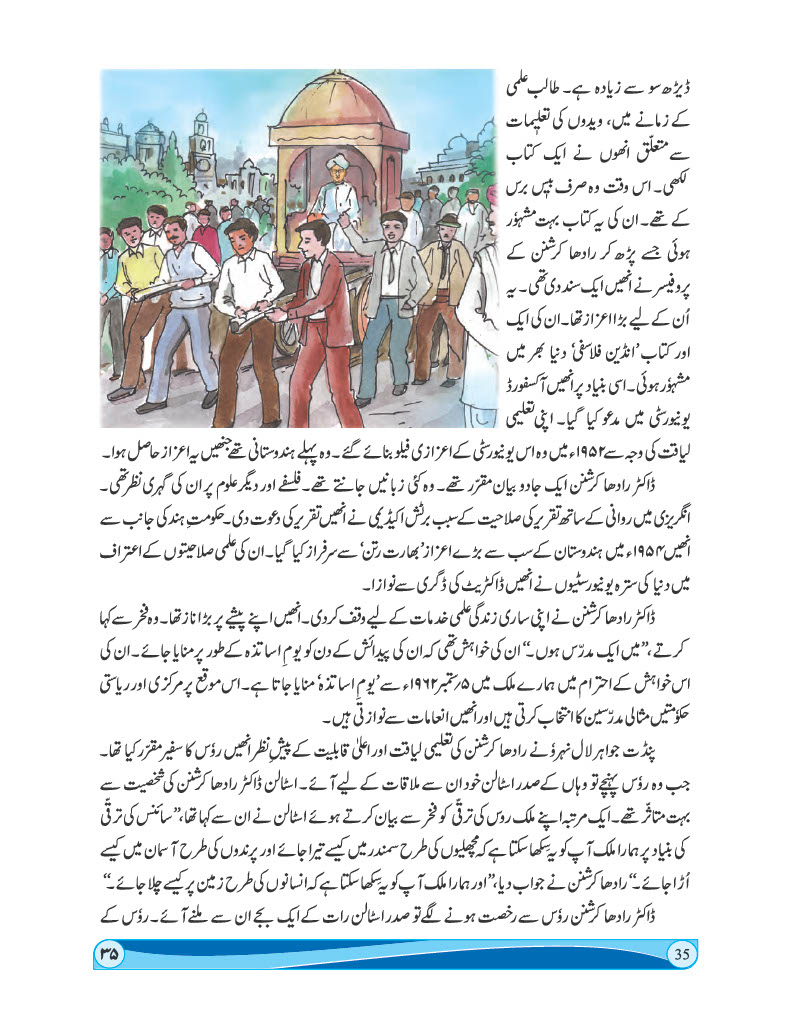 ڈیڑھ سو سے زیادہ ہے۔ طالب علمی
کے زمانے میں، ویدوں کی تعلیمات
سے متعلّق انھوں نے ایک کتاب
لکھی۔ اس وقت وہ صرف بیس برس
کے تھے۔ ان کی یہ کتاب بہت مشہوٗر
ہوئی جسے پڑھ کر رادھا کرشنن کے
پروفیسر نے انھیں ایک سند دی تھی۔ یہ
اُن کے لیے بڑا اعزاز تھا۔ ان کی ایک
اور کتاب ’انڈین فلاسفی‘ دنیا بھر میں
مشہوٗر ہوئی۔ اسی بنیاد پر انھیں آکسفورڈ
یونیورسٹی میں مدعو کیا گیا۔ اپنی تعلیمی
لیاقت کی وجہ سے ۱۹۵۲ء میں وہ اس یونیورسٹی کے اعزازی فیلو بنائے گئے۔ وہ پہلے ہندوستانی تھے جنھیں یہ اعزاز حاصل ہوا۔
ڈاکٹر رادھا کرشنن ایک جادو بیان مقرّر تھے۔ وہ کئی زبانیں جانتے تھے۔ فلسفے اور دیگر علوم پر ان کی گہری نظر تھی۔
انگریزی میں روانی کے ساتھ تقریر کی صلاحیت کے سبب برٹش اکیڈیمی نے انھیں تقریر کی دعوت دی۔ حکومتِ ہند کی جانب سے
انھیں ۱۹۵۴ء میں ہندوستان کے سب سے بڑے اعزاز ’بھارت رتن‘ سے سرفراز کیا گیا۔ ان کی علمی صلاحیتوں کے اعتراف
میں دنیا کی سترہ یونیورسٹیوں نے انھیں ڈاکٹریٹ کی ڈگری سے نوازا۔
ڈاکٹر رادھا کرشنن نے اپنی ساری زندگی علمی خدمات کے لیے وقف کر دی۔ انھیں اپنے پیشے پر بڑا ناز تھا۔ وہ فخر سے کہا
کرتے، ”میں ایک مدرّس ہوں۔“ ان کی خواہش تھی کہ ان کی پیدائش کے دن کو یومِ اساتذہ کے طور پر منایا جائے۔ ان کی
اس خواہش کے احترام میں ہمارے ملک میں ۵؍ستمبر ۱۹۶۲ء سے ’یومِ اساتذہ‘ منایا جاتا ہے۔ اس موقع پر مرکزی اور ریاستی
حکوٗمتیں مثالی مدرّسین کا انتخاب کرتی ہیں اور انھیں انعامات سے نوازتی ہیں۔
پنڈت جواہر لال نہروٗ نے رادھا کرشنن کی تعلیمی لیاقت اور اعلیٰ قابلیت کے پیشِ نظر انھیں روٗس کا سفیر مقرّر کیا تھا۔
جب وہ روٗس پہنچے تو وہاں کے صدر اسٹالن خود ان سے ملاقات کے لیے آئے۔ اسٹالن ڈاکٹر رادھا کرشنن کی شخصیت سے
بہت متاثّر تھے۔ ایک مرتبہ اپنے ملک روس کی ترقّی کو فخر سے بیان کرتے ہوئے اسٹالن نے ان سے کہا تھا، ”سائنس کی ترقّی
کی بنیاد پر ہمارا ملک آپ کو یہ سِکھا سکتا ہے کہ مچھلیوں کی طرح سمندر میں کیسے تیرا جائے اور پرندوں کی طرح آسمان میں کیسے
اُڑا جائے۔“ رادھا کرشنن نے جواب دیا، ”اور ہمارا ملک آپ کو یہ سِکھا سکتا ہے کہ انسانوں کی طرح زمین پر کیسے چلا جائے۔“
ڈاکٹر رادھا کرشنن روٗس سے رخصت ہونے لگے تو صدر اسٹالن رات کے ایک بجے ان سے ملنے آئے۔ روٗس کے
۳۵
35